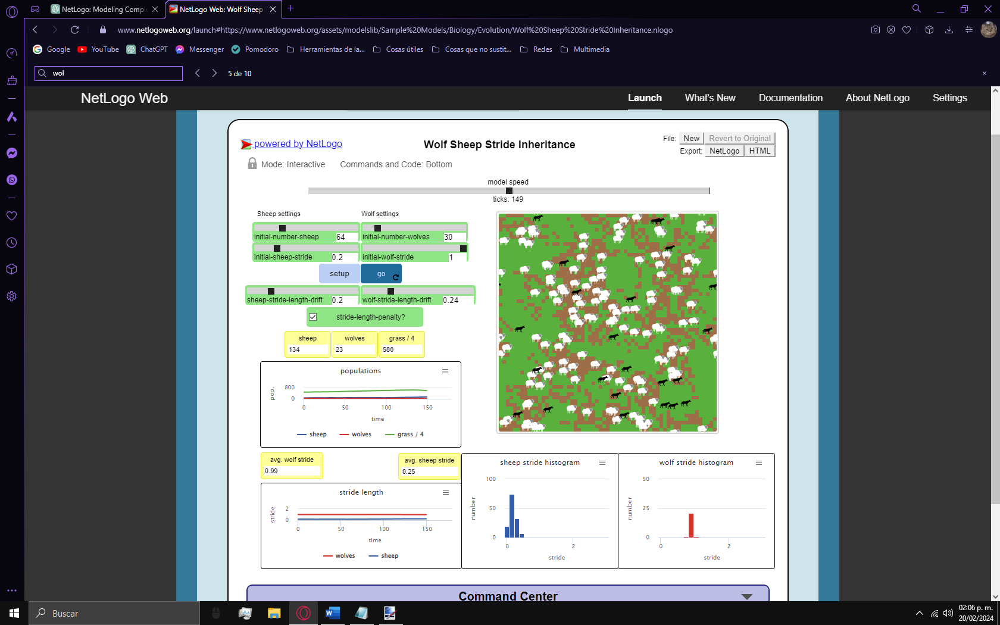 NetLogo: Modeling Compl
NetLogo Web: Wolf Sheep
www.netlogoweb.org/launch#https://www.netlogoweb.org/assets/modelslib/Sample%20Models/Biology/Evolution/Wolf%20Sheep%20Stride%20Inheritance.nlogo
Google YouTube ChatGPT Messenger Pomodoro Herramientas de la... Cosas útiles Cosas que no sustit... Redes Multimedia
wol 5 de 10
NetLogo Web Launch What's New Documentation About NetLogo Settings
powered by NetLogo
Wolf Sheep Stride Inheritance
File: New Revert to Original
Export: NetLogo HTML
Mode: Interactive Commands and Code: Bottom
model speed
ticks: 149
Sheep settings Wolf settings
initial-number-sheep 64 initial-number-wolves 30
initial-sheep-stride 0.2 initial-wolf-stride 1
setup go
sheep-stride-length-drift 0.2 wolf-stride-length-drift 0.24
stride-length-penalty?
sheep wolves grass / 4
134 23 580
populations
pop.
800
0
0 50 100 150
time
sheep wolves grass / 4
avg. wolf stride
0.99
avg. sheep stride
0.25
stride length
stride
2
0
0 50 100 150
time
wolves sheep
sheep stride histogram
number
100
50
0
0 2
stride
wolf stride histogram
number
50
25
0
0 2
stride
Command Center
Buscar
02:06 p. m.
20/02/2024